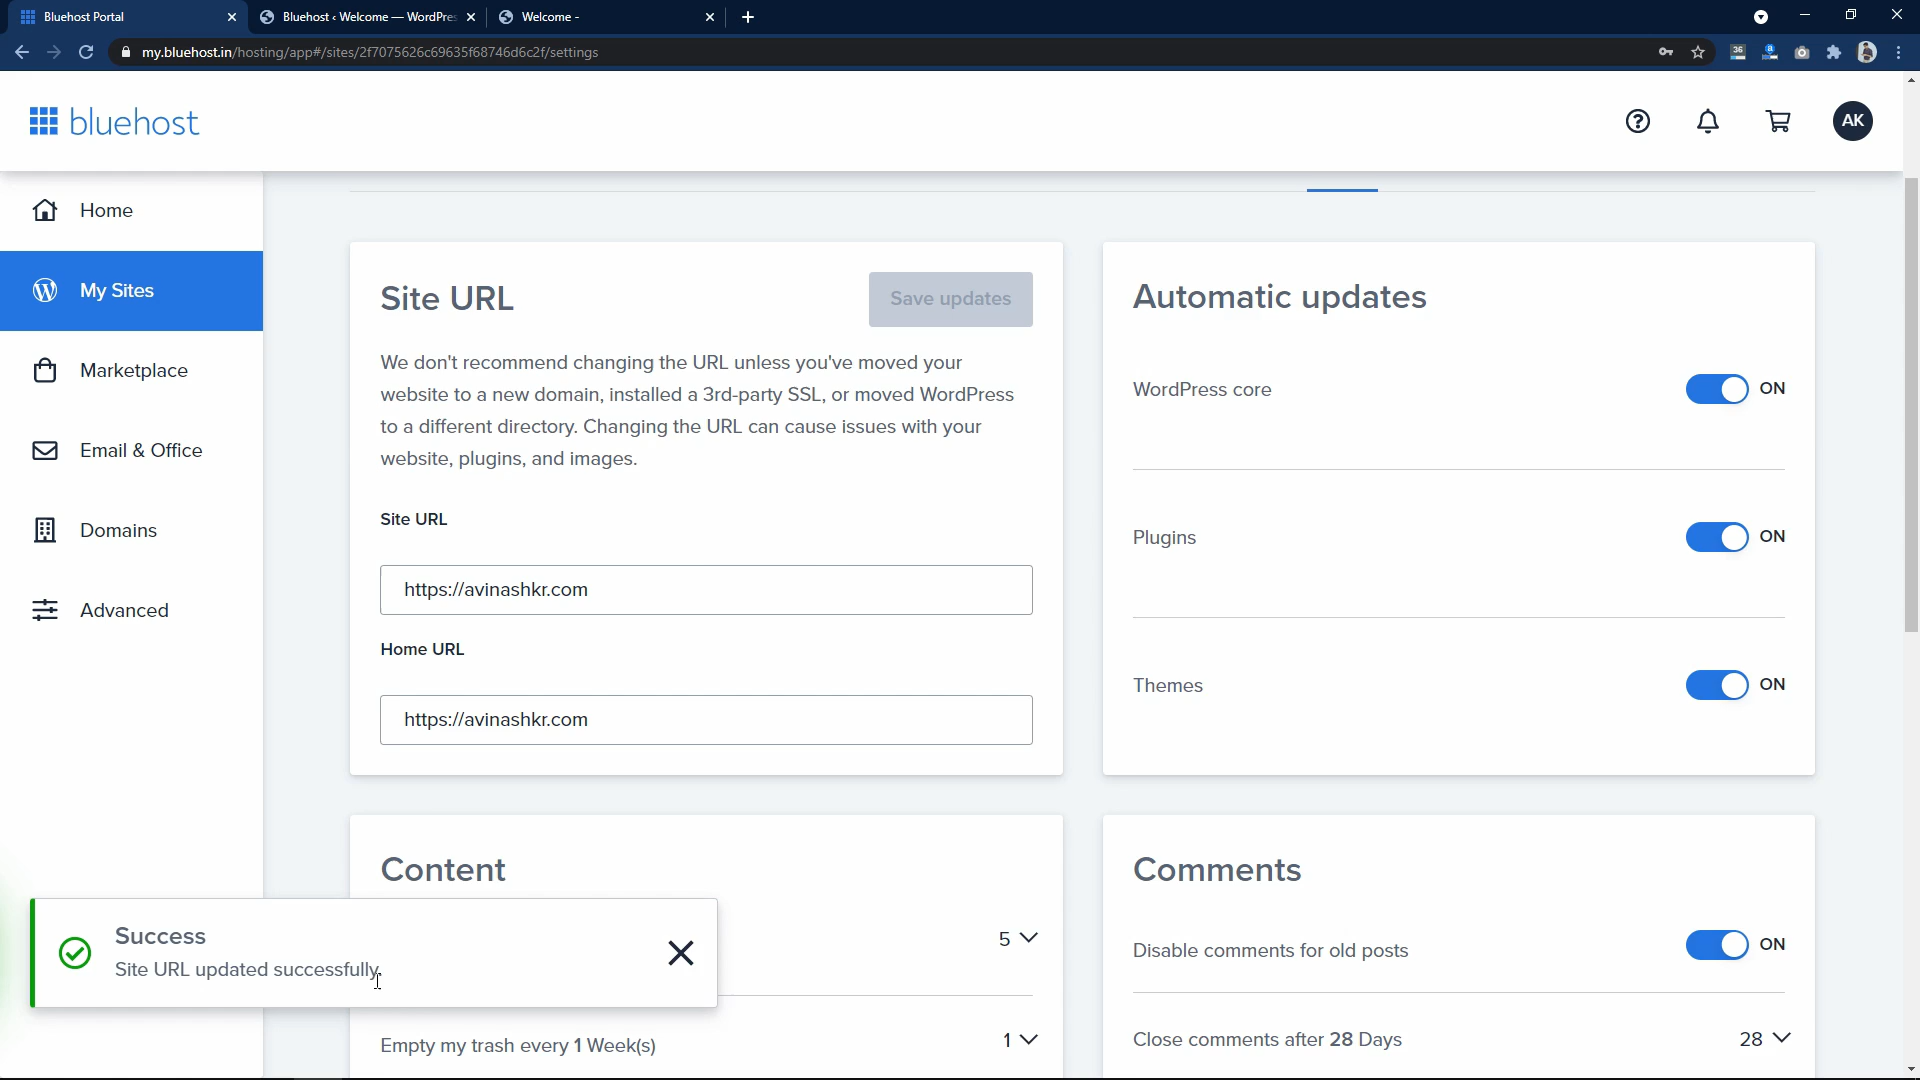 Bluehost Portal
Bluehost ‹ Welcome — WordPres
Welcome -
my.bluehost.in/hosting/app#/sites/2f7075626c69635f68746d6c2f/settings
36
a
bluehost
AK
Home
My Sites
Marketplace
Email & Office
Domains
Advanced
Site URL
Save updates
We don't recommend changing the URL unless you've moved your
website to a new domain, installed a 3rd-party SSL, or moved WordPress
to a different directory. Changing the URL can cause issues with your
website, plugins, and images.
Site URL
https://avinashkr.com
Home URL
https://avinashkr.com
Automatic updates
WordPress core
ON
Plugins
ON
Themes
ON
Content
5
Empty my trash every 1 Week(s)
1
Comments
Disable comments for old posts
ON
Close comments after 28 Days
28
Success
Site URL updated successfully.